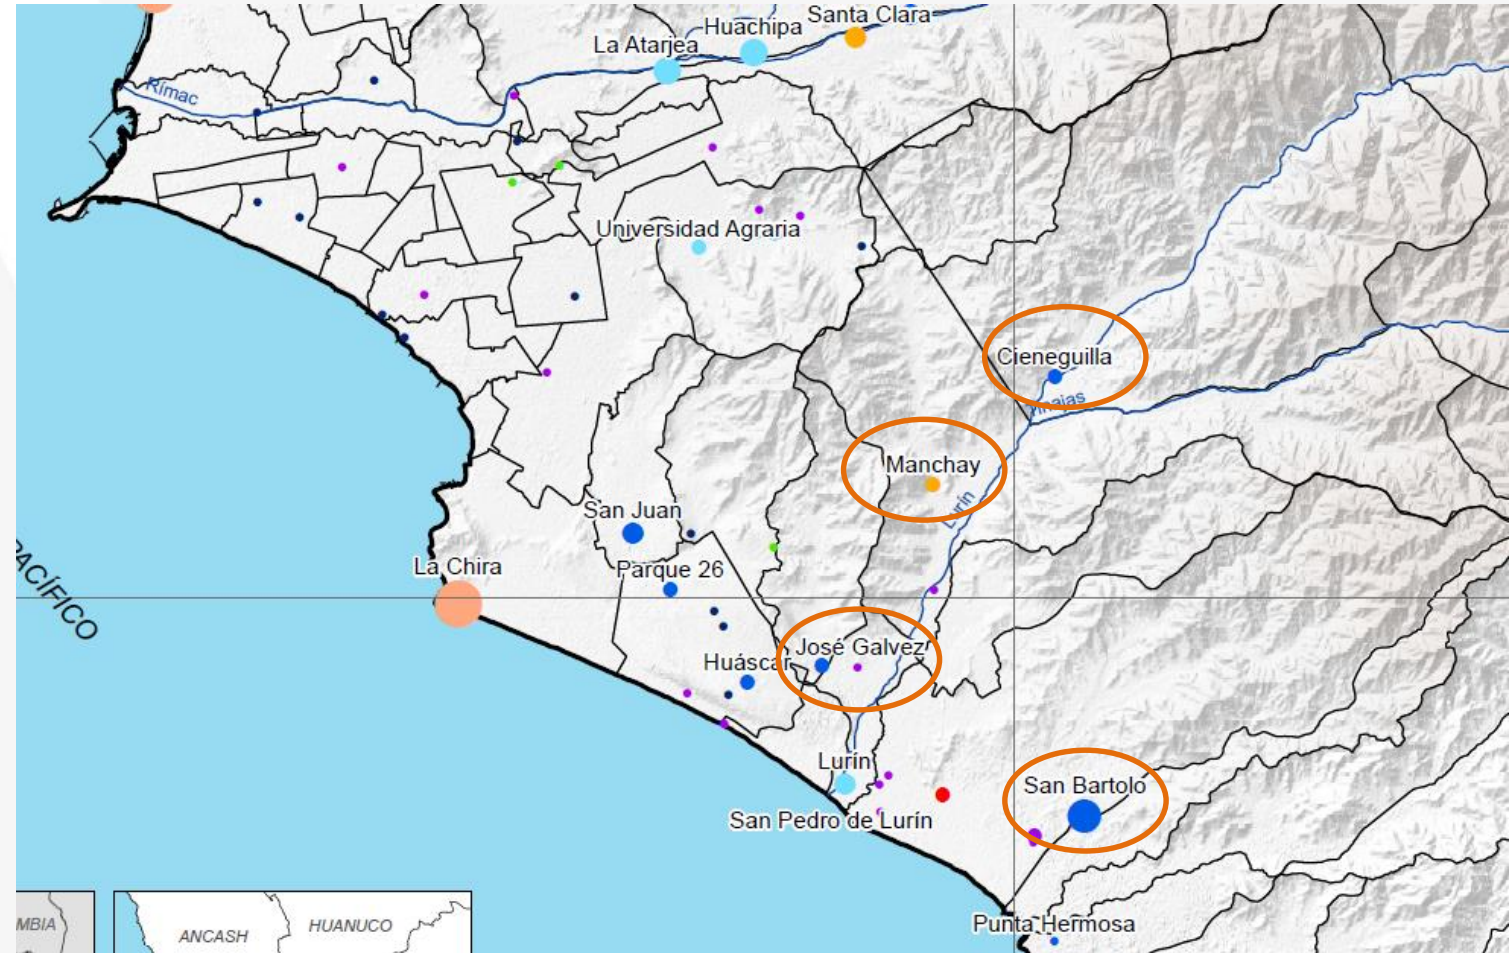 Santa Clara
Huachipa
La Atarjea
Rímac
Universidad Agraria
Cieneguilla
Manchay
Lurín
San Juan
La Chira
Parque 26
PACÍFICO
José Galvez
Huáscar
Lurín
San Bartolo
San Pedro de Lurín
Punta Hermosa
HUANUCO
ANCASH